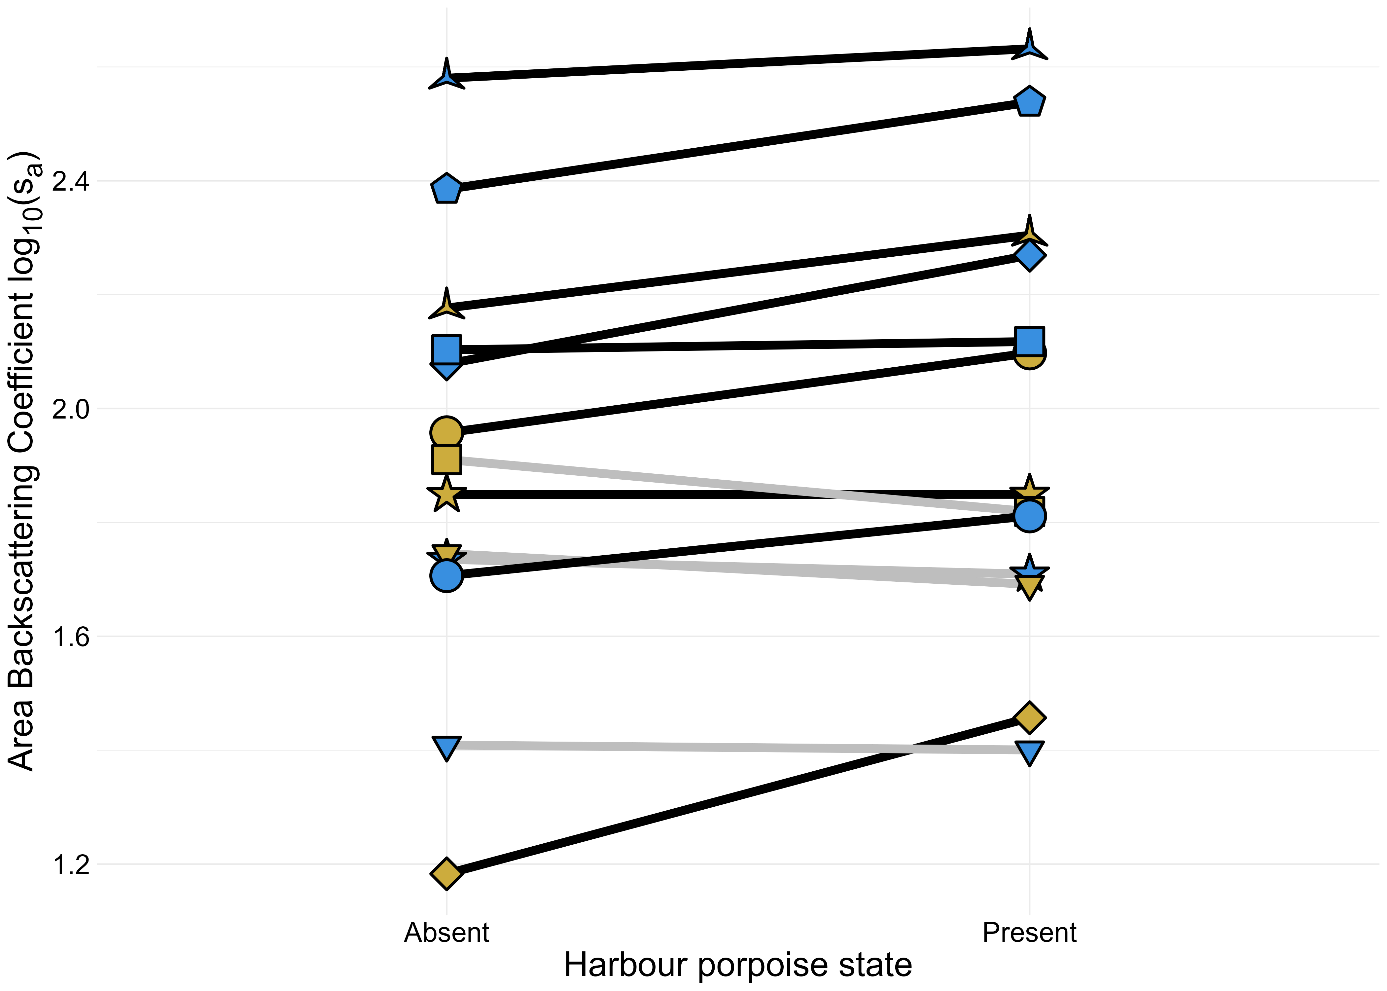 Area Backscattering Coefficient log10(sa)
2.4
2.0
1.6
1.2
Absent
Present
Harbour porpoise state